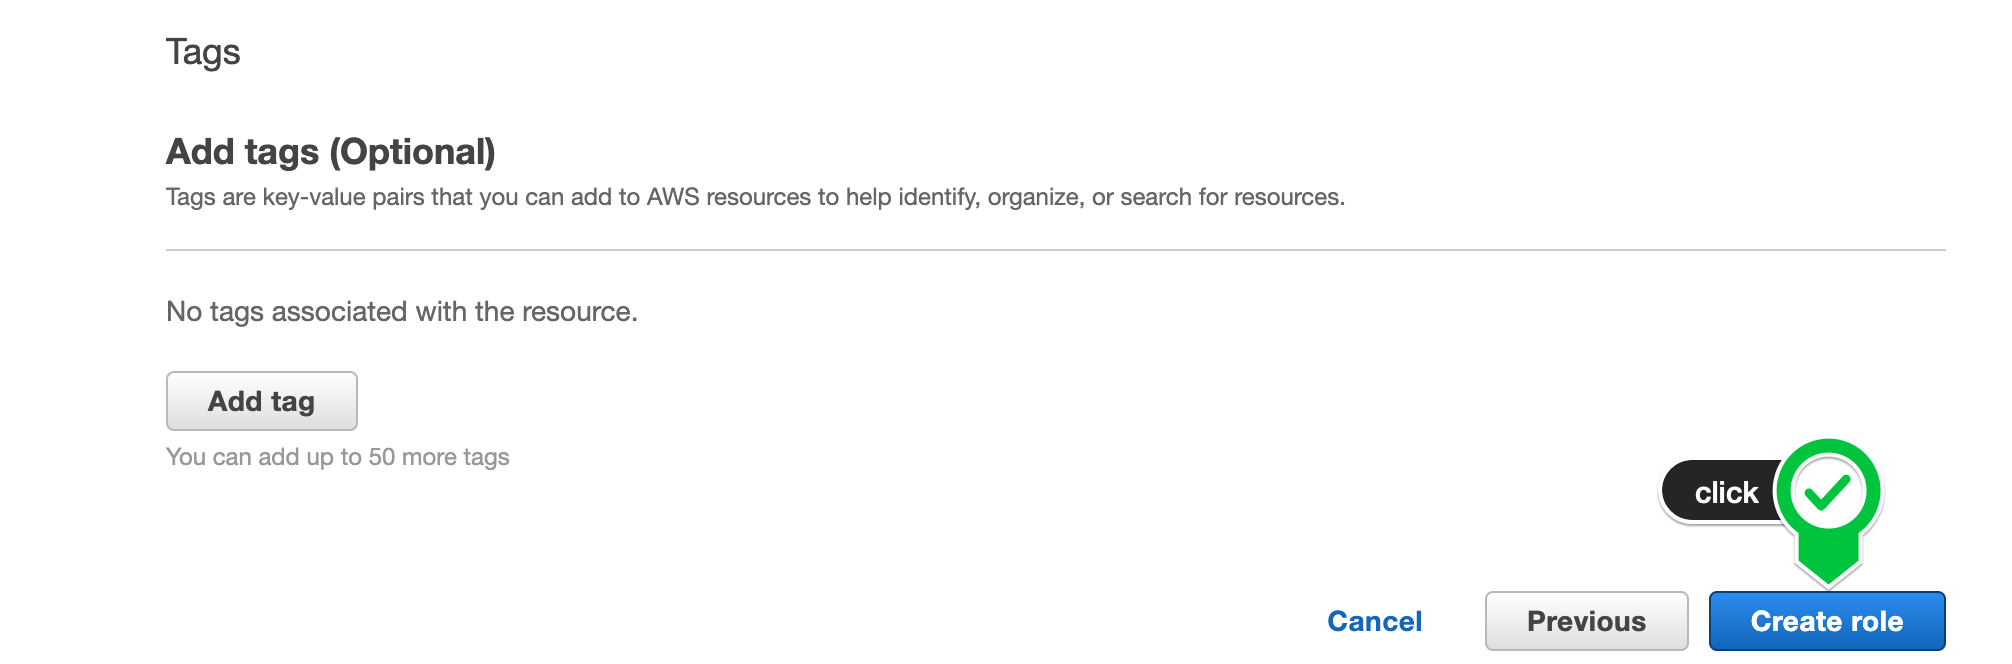 Tags
Add tags (Optional)
Tags are key-value pairs that you can add to AWS resources to help identify, organize, or search for resources.
No tags associated with the resource.
Add tag
You can add up to 50 more tags
click
Cancel
Previous
Create role